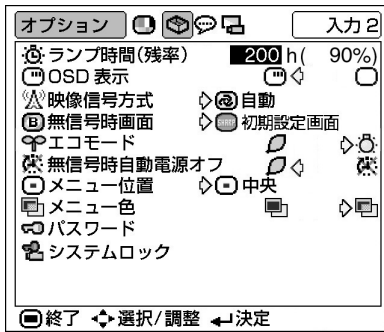 オプション 入力 2
ランプ時間(残率) 200 h( 90%)
OSD 表示
映像信号方式 自動
B 無信号時画面 SHARP 初期設定画面
エコモード
無信号時自動電源オフ
メニュー位置 中央
メニュー色
パスワード
システムロック
終了 選択/調整 決定